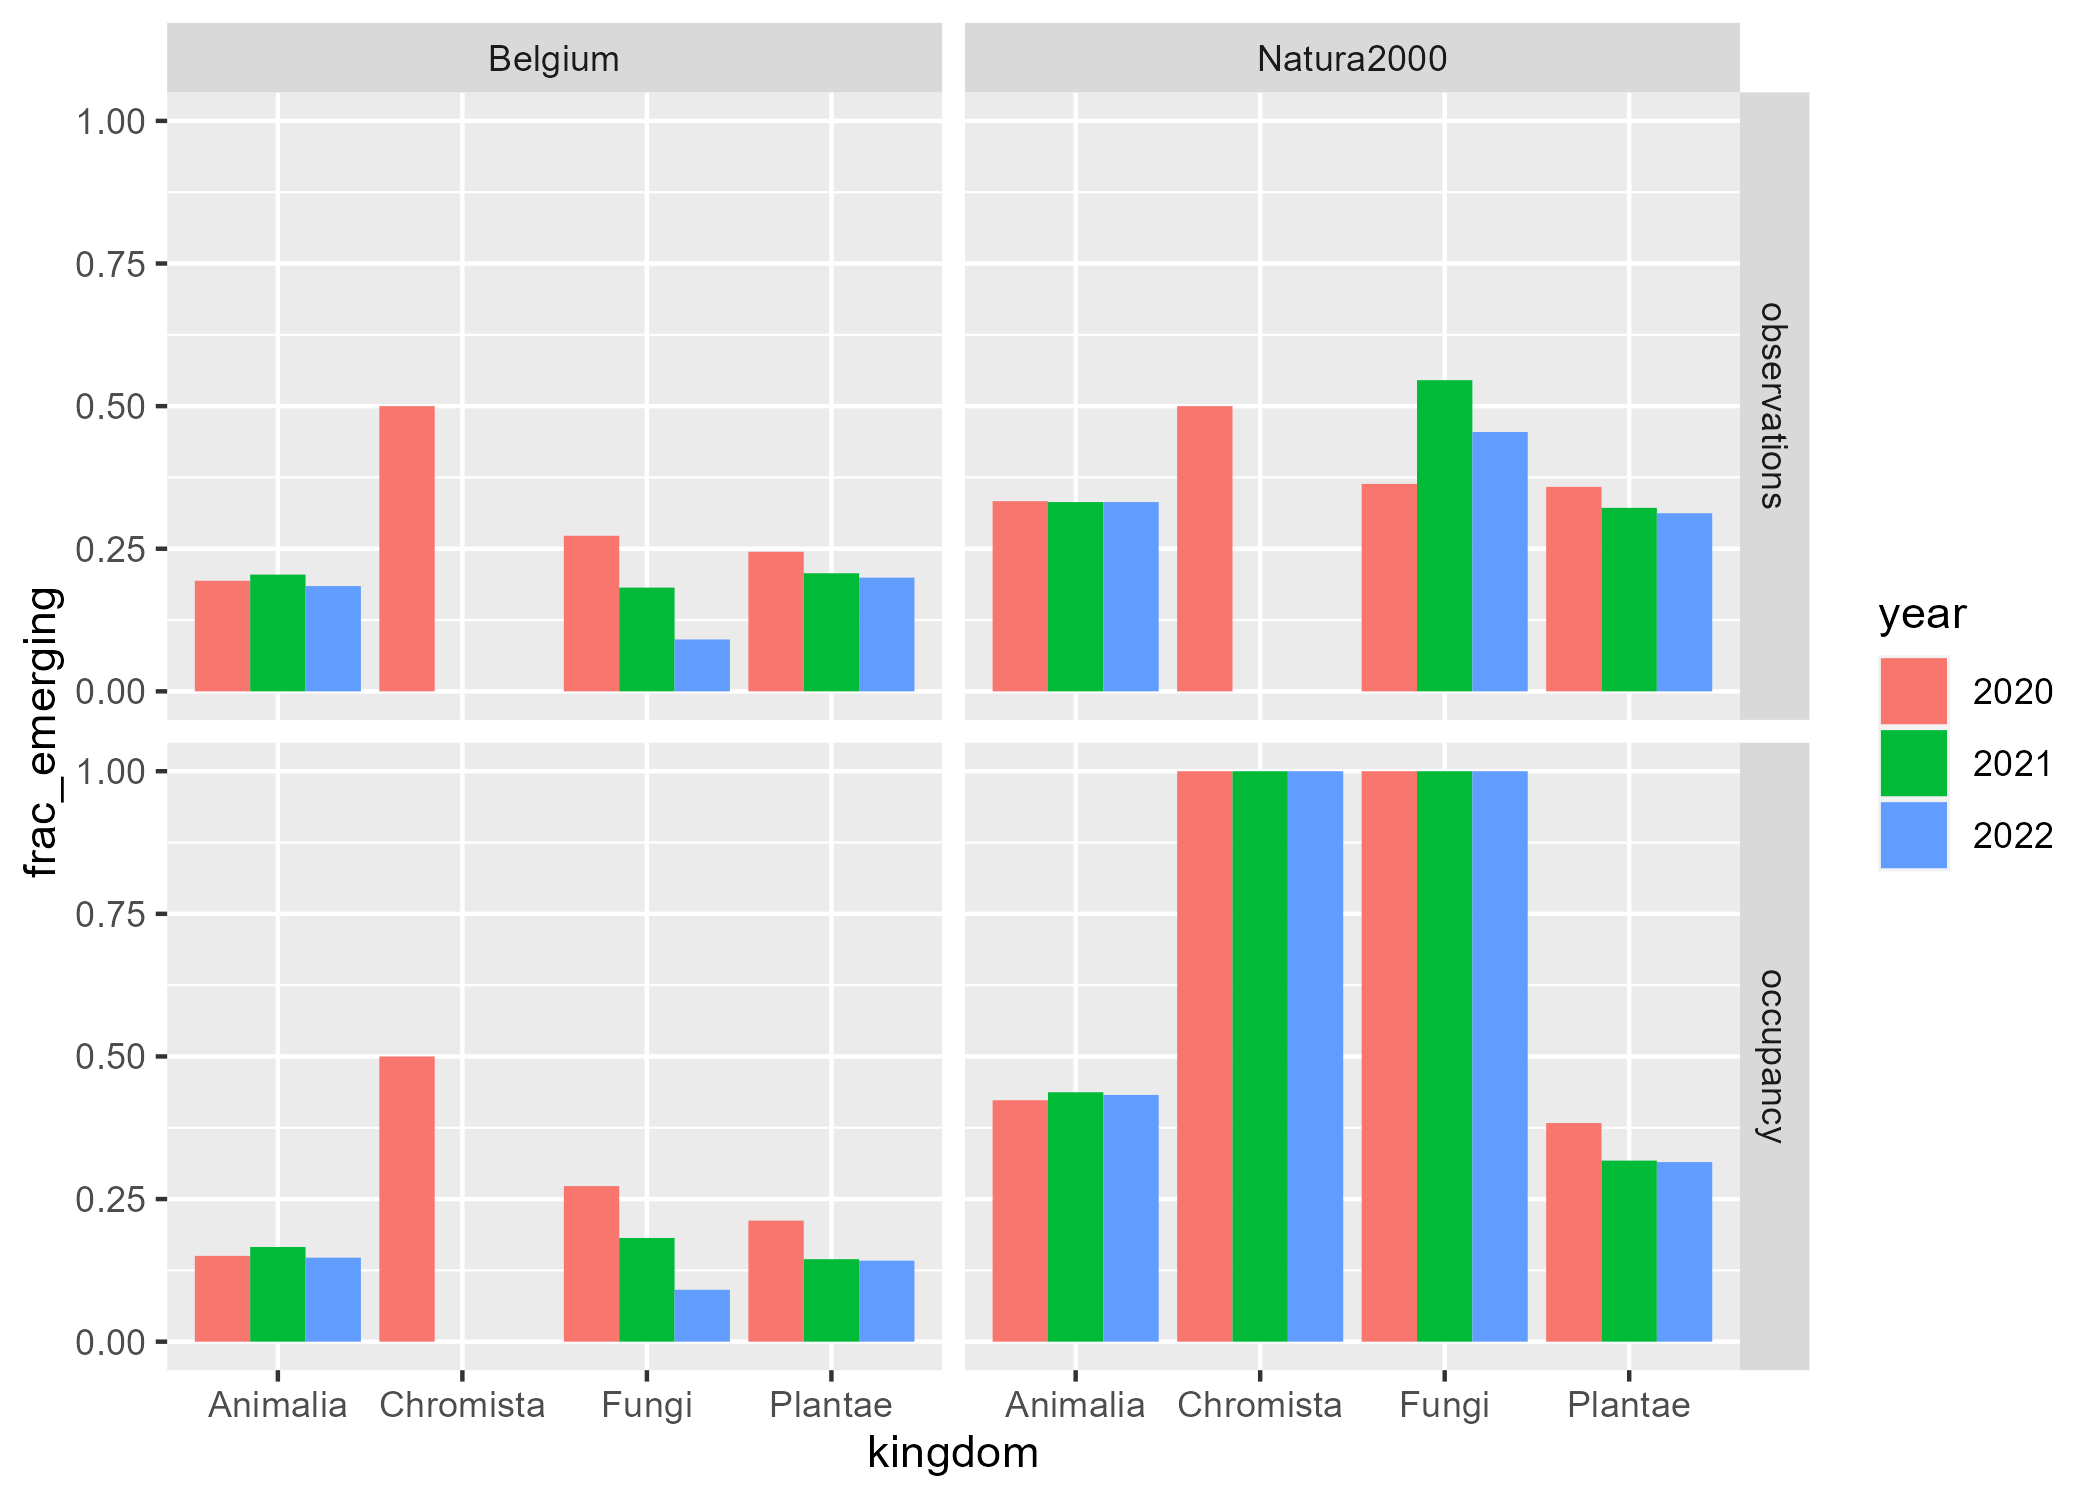 Belgium
Natura2000
1.00
0.75
0.50
0.25
0.00
observations
frac_emerging
1.00
0.75
0.50
0.25
0.00
occupancy
Animalia
Chromista
Fungi
Plantae
Animalia
Chromista
Fungi
Plantae
kingdom
year
2020
2021
2022